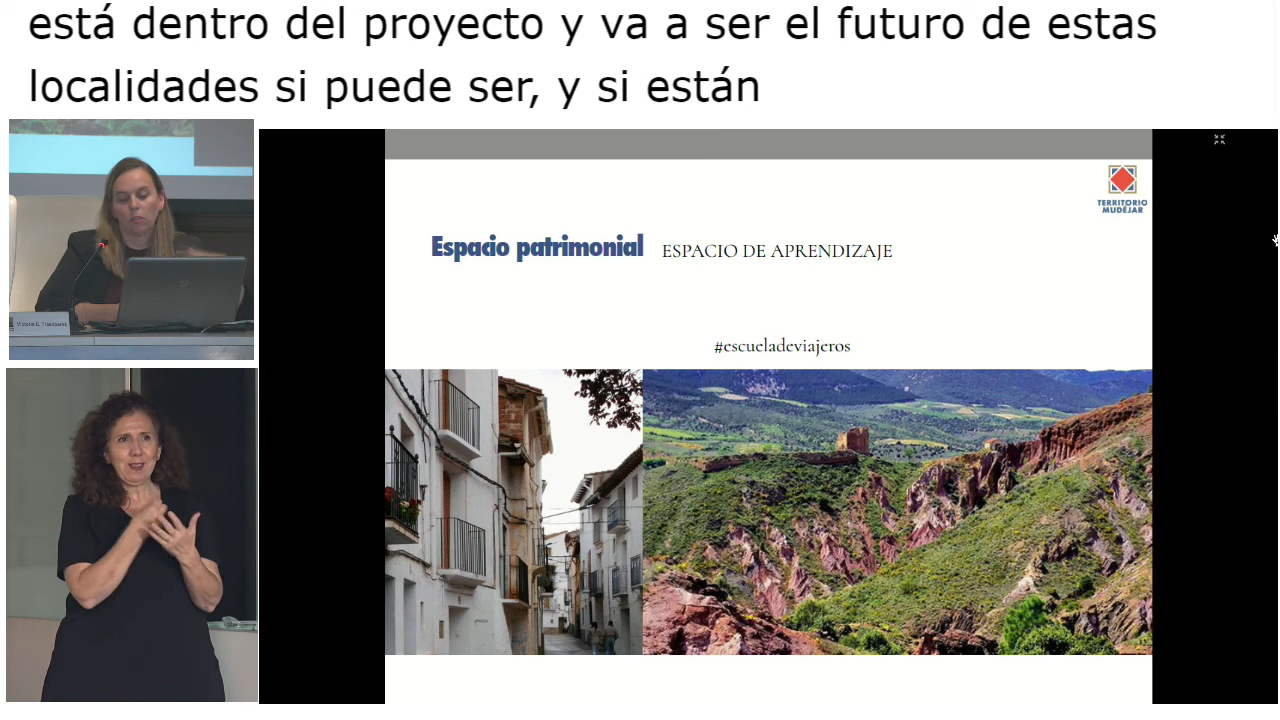 está dentro del proyecto y va a ser el futuro de estas
localidades si puede ser, y si están
TERRITORIO
MUDÉJAR
Espacio patrimonial ESPACIO DE APRENDIZAJE
#escueladeviajeros